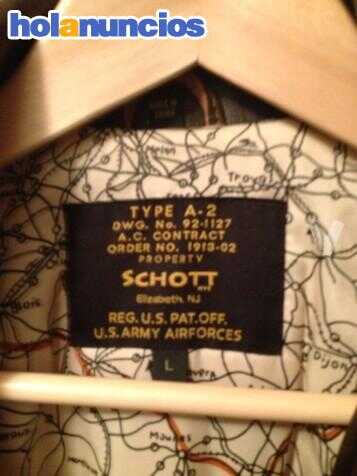 holanuncios
TYPE A-2
DWG. No. 92-1127
A.C. CONTRACT
ORDER NO. 1913-02
PROPERTY
SCHOTT
NYC
Elizabeth, NJ
REG. U.S. PAT. OFF.
U.S. ARMY AIRFORCES
L
Troyes
Dijon